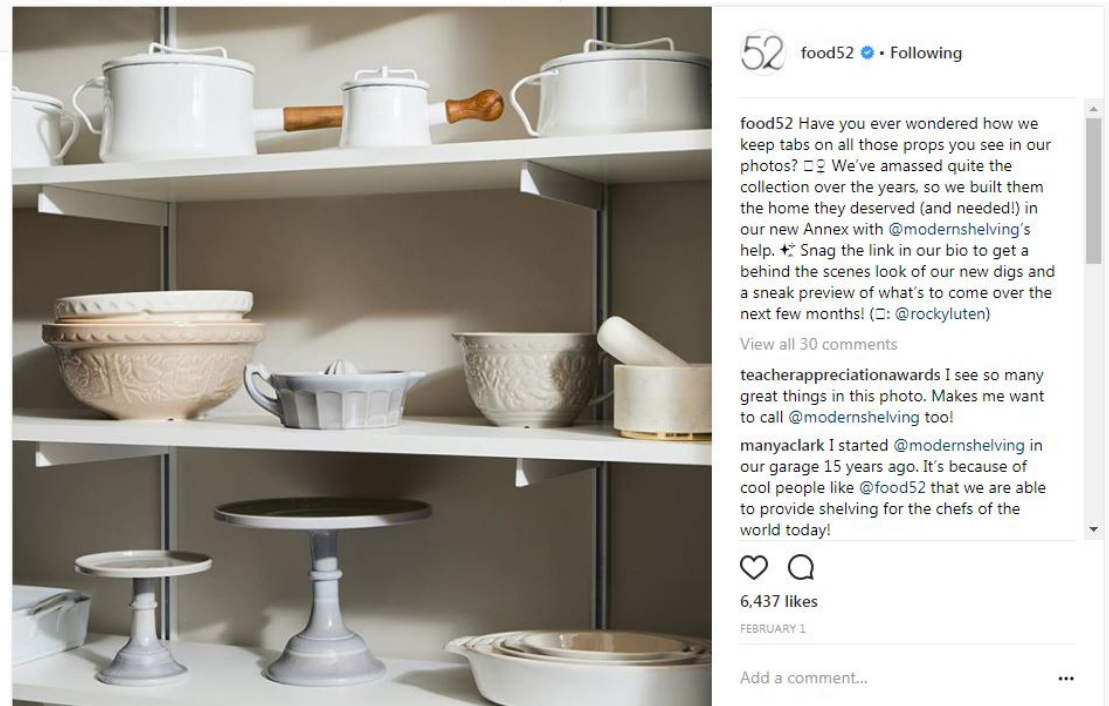 52
food52 • Following
food52 Have you ever wondered how we
keep tabs on all those props you see in our
photos? □♀ We've amassed quite the
collection over the years, so we built them
the home they deserved (and needed!) in
our new Annex with @modernshelving's
help. ✨ Snag the link in our bio to get a
behind the scenes look of our new digs and
a sneak preview of what's to come over the
next few months! (□: @rockyluten)
View all 30 comments
teacherappreciationawards I see so many
great things in this photo. Makes me want
to call @modernshelving too!
manyaclark I started @modernshelving in
our garage 15 years ago. It's because of
cool people like @food52 that we are able
to provide shelving for the chefs of the
world today!
6,437 likes
FEBRUARY 1
Add a comment...